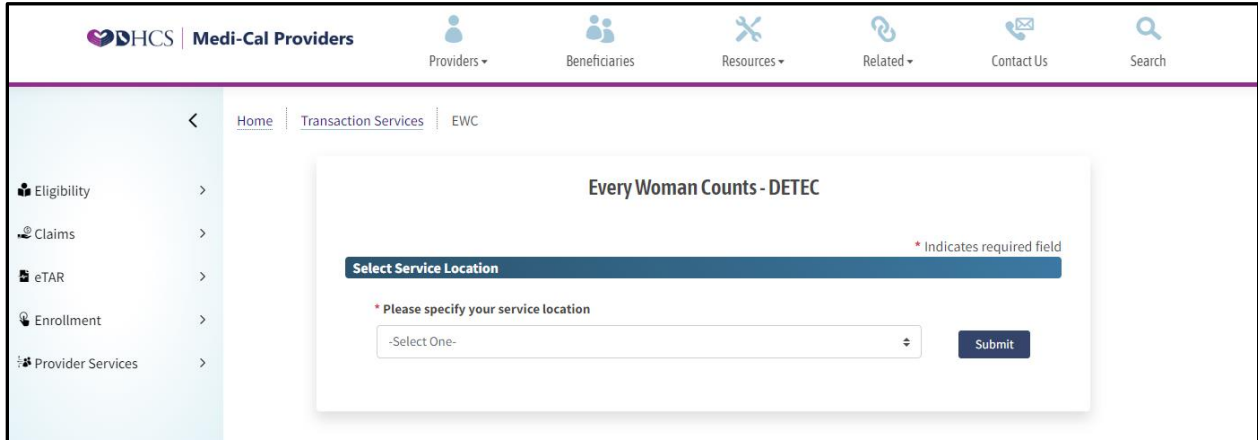 DHCS Medi-Cal Providers
Providers
Beneficiaries
Resources
Related
Contact Us
Search
Home Transaction Services EWC
Eligibility
Claims
eTAR
Enrollment
Provider Services
Every Woman Counts - DETEC
* Indicates required field
Select Service Location
* Please specify your service location
-Select One-
Submit